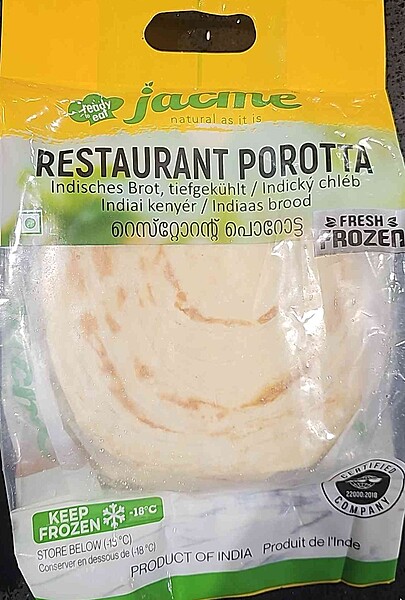 ready to eat
jacme
natural as it is
RESTAURANT POROTTA
Indisches Brot, tiefgekühlt / Indický chléb
Indiai kenyér / Indiaas brood
റെസ്റ്റോറന്റ് പൊറോട്ട
FRESH
FROZEN
CERTIFIED
22000:2018
COMPANY
KEEP
FROZEN
-18°C
STORE BELOW (-18 °C)
Conserver en dessous de (-18 °C)
PRODUCT OF INDIA
Produit de l'Inde